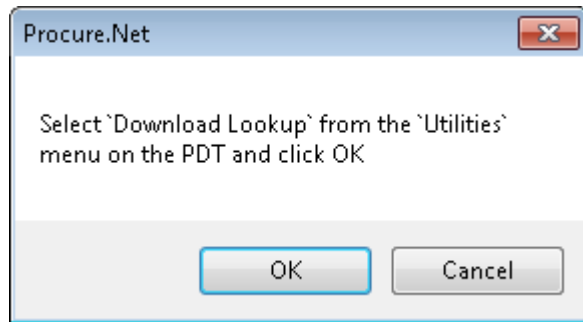 Procure.Net
Select `Download Lookup` from the `Utilities`
menu on the PDT and click OK
OK
Cancel